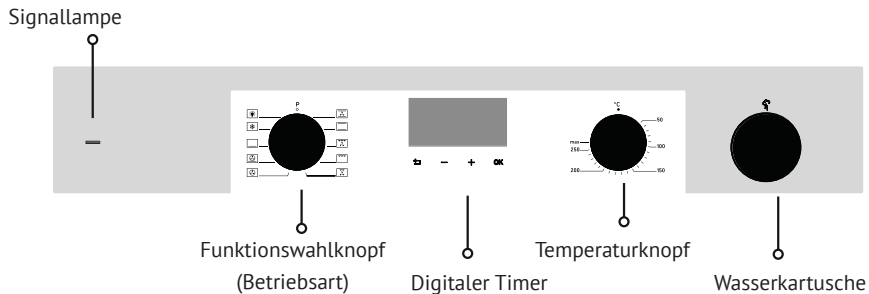 Signallampe
P
°C
50
100
150
200
250
max
OK
Funktionswahlknopf
(Betriebsart)
Digitaler Timer
Temperaturknopf
Wasserkartusche